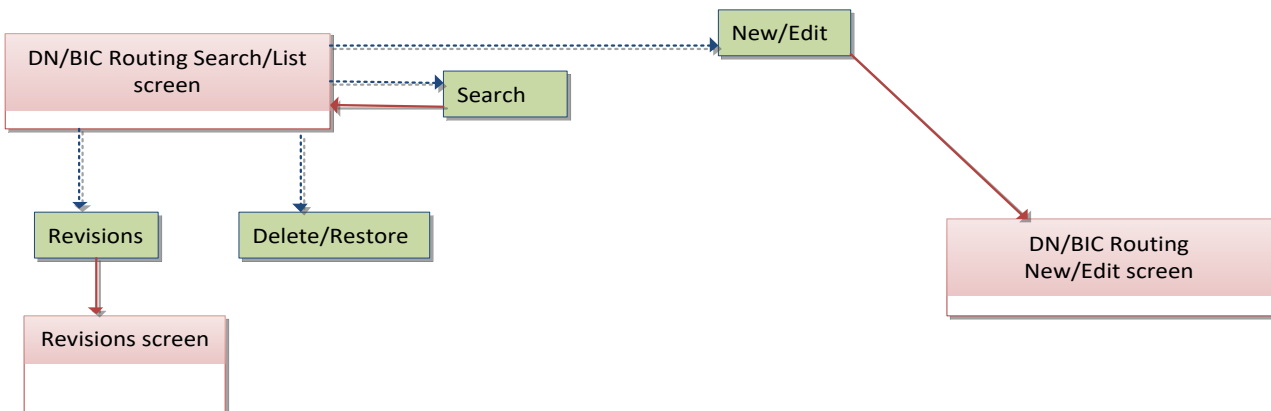 New/Edit
DN/BIC Routing Search/List
screen
Search
Revisions
Delete/Restore
DN/BIC Routing
New/Edit screen
Revisions screen